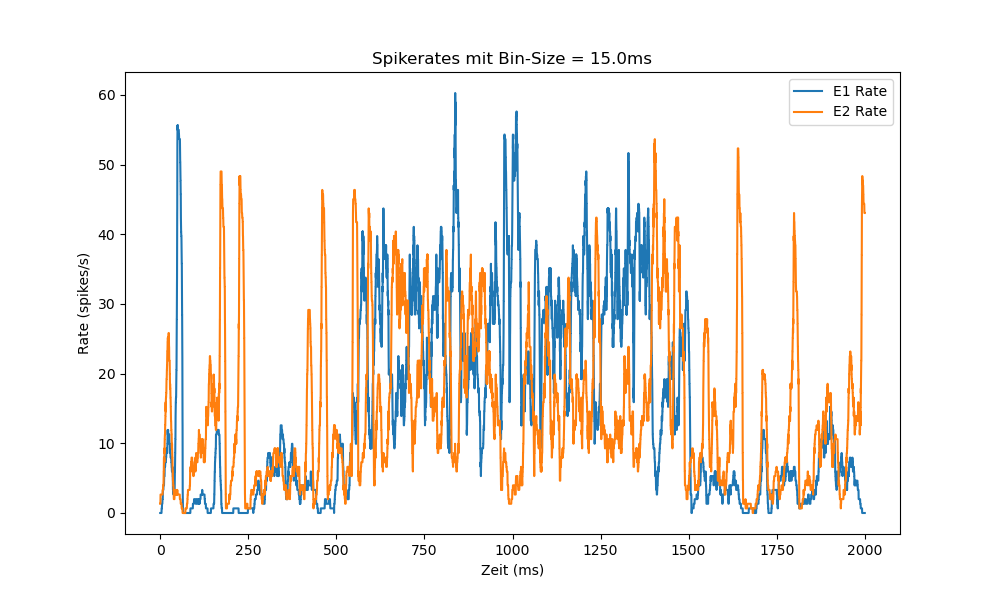 Spikerates mit Bin-Size = 15.0ms
E1 Rate
E2 Rate
60
50
40
30
20
10
0
Rate (spikes/s)
0 250 500 750 1000 1250 1500 1750 2000
Zeit (ms)